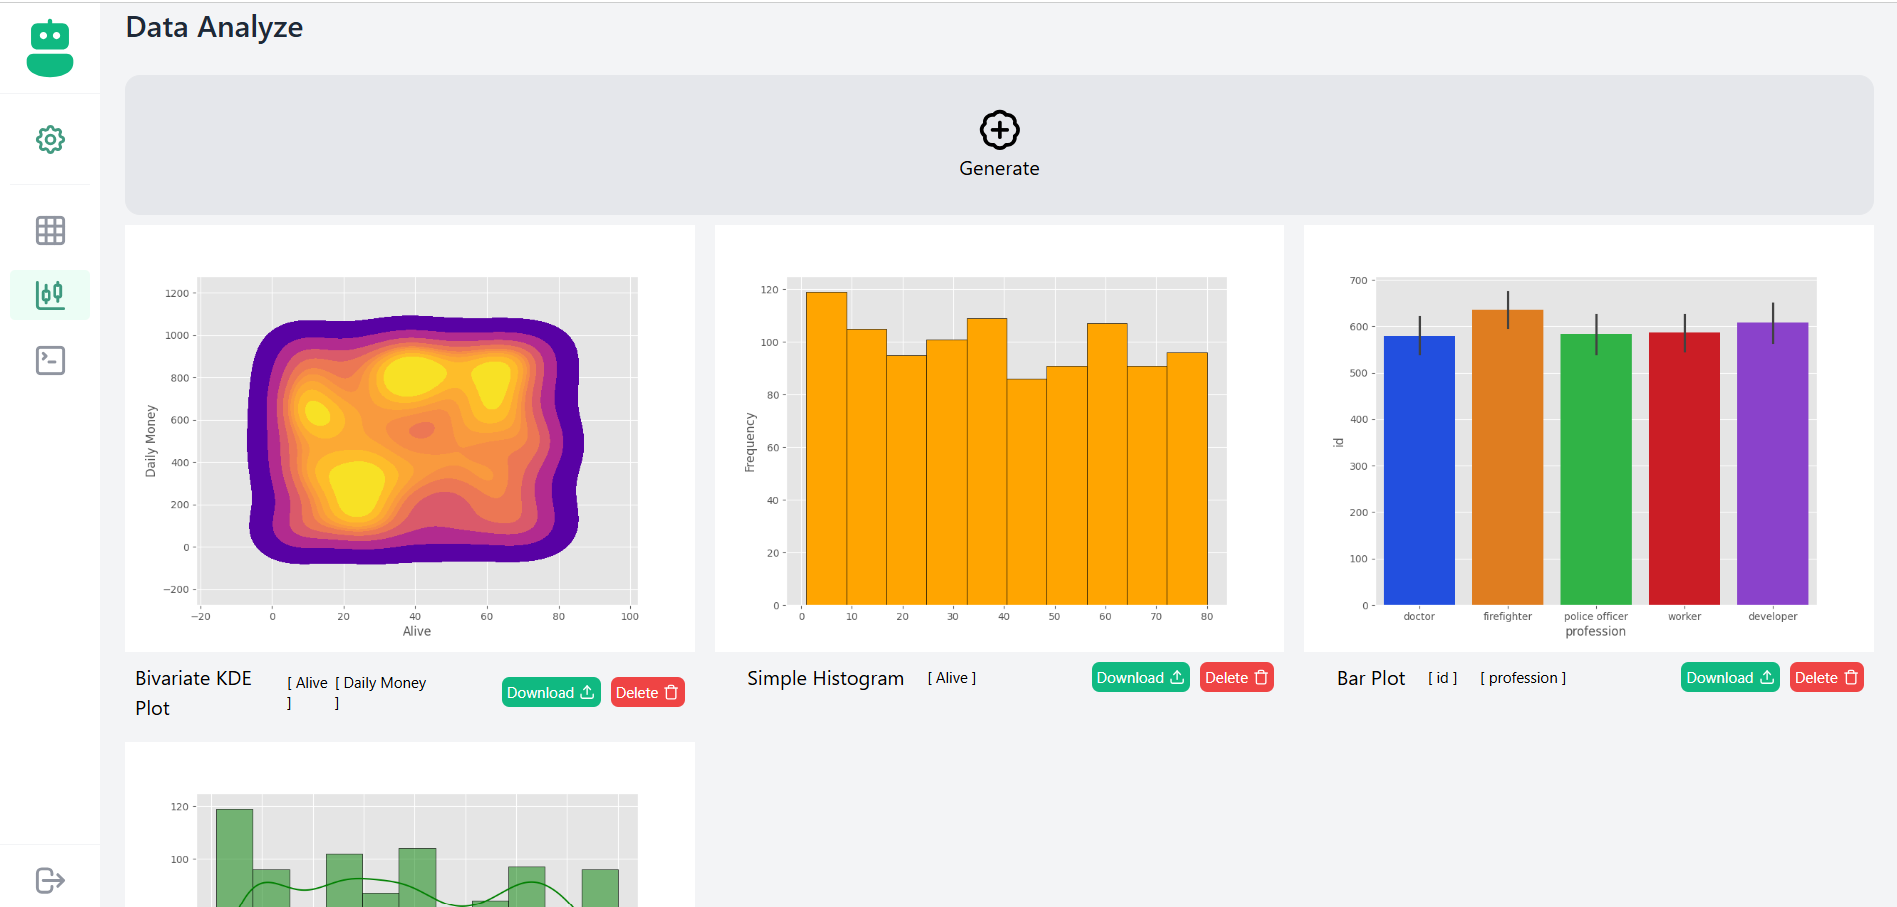 Data Analyze
Generate
1200
1000
800
600
400
200
0
−200
Daily Money
−20 0 20 40 60 80 100
Alive
120
100
80
60
40
20
0
Frequency
0 10 20 30 40 50 60 70 80
700
600
500
400
300
200
100
0
id
doctor firefighter police officer worker developer
profession
Bivariate KDE
Plot
[ Alive
]
[ Daily Money
]
Download
Delete
Simple Histogram
[ Alive ]
Download
Delete
Bar Plot
[ id ]
[ profession ]
Download
Delete
120
100